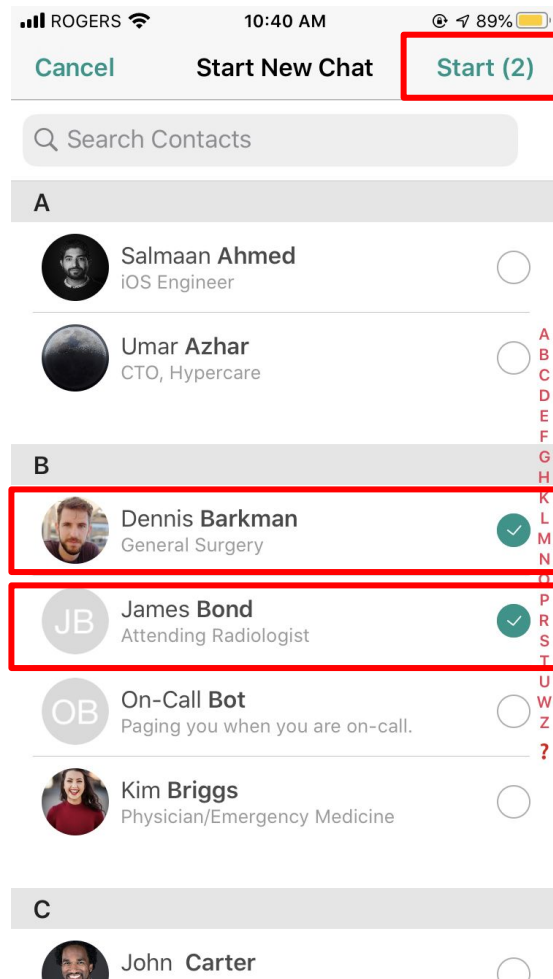 ROGERS 10:40 AM 89%
Cancel Start New Chat Start (2)
Search Contacts
A
Salmaan Ahmed
iOS Engineer
Umar Azhar
CTO, Hypercare
B
Dennis Barkman
General Surgery
JB
James Bond
Attending Radiologist
OB
On-Call Bot
Paging you when you are on-call.
Kim Briggs
Physician/Emergency Medicine
C
John Carter
A
B
C
D
E
F
G
H
K
L
M
N
O
P
R
S
T
U
W
Z
?